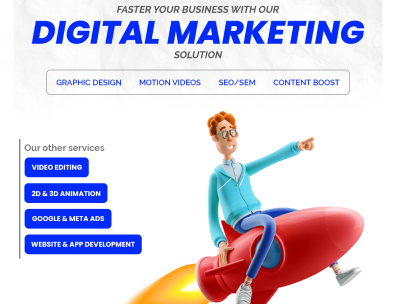 FASTER YOUR BUSINESS WITH OUR
DIGITAL MARKETING
SOLUTION
GRAPHIC DESIGN MOTION VIDEOS SEO/SEM CONTENT BOOST
Our other services
VIDEO EDITING
2D & 3D ANIMATION
GOOGLE & META ADS
WEBSITE & APP DEVELOPMENT